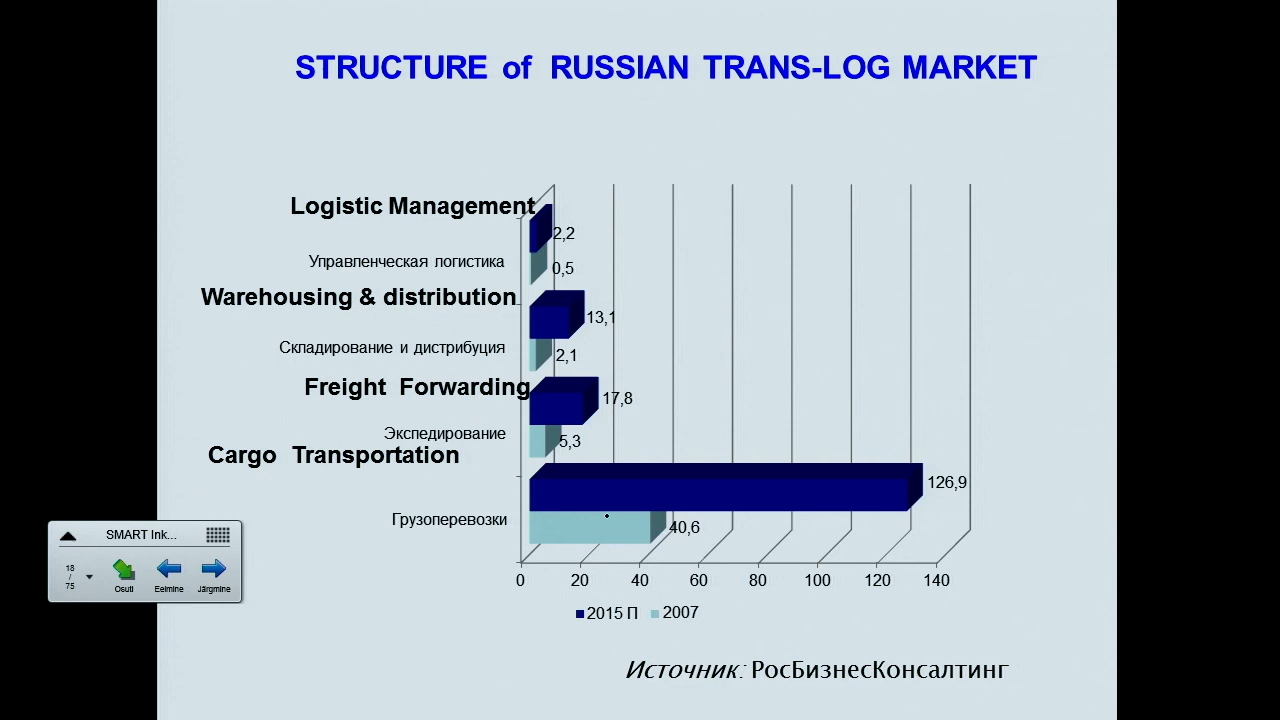 STRUCTURE of RUSSIAN TRANS-LOG MARKET
Logistic Management
2,2
Управленческая логистика
0,5
Warehousing & distribution
13,1
Складирование и дистрибуция
2,1
Freight Forwarding
17,8
Экспедирование
5,3
Cargo Transportation
126,9
Грузоперевозки
40,6
0 20 40 60 80 100 120 140
2015 П 2007
Источник: РосБизнесКонсалтинг
SMART Ink...
18
/
75
Osuti Eelmine Järgmine